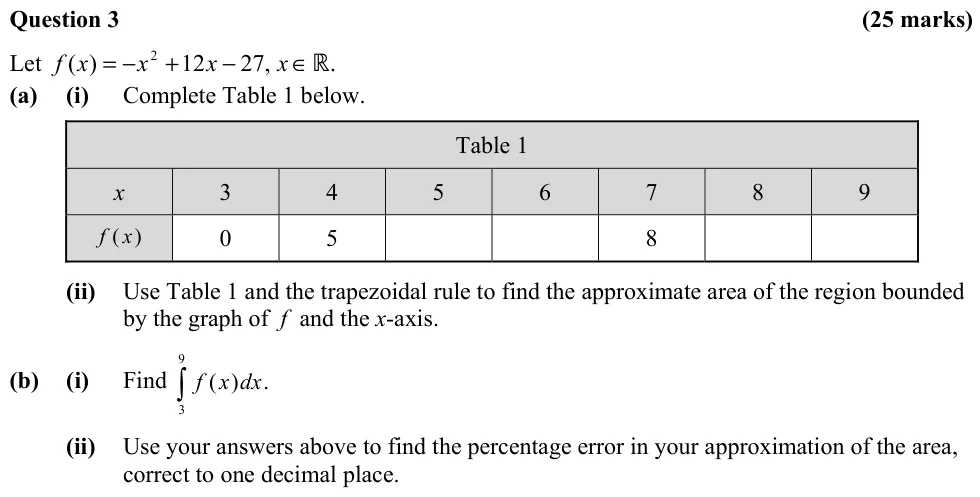 Question 3 (25 marks)
Let f(x) = −x² + 12x − 27, x ∈ ℝ.
(a) (i) Complete Table 1 below.
Table 1
x 3 4 5 6 7 8 9
f(x) 0 5 8
(ii) Use Table 1 and the trapezoidal rule to find the approximate area of the region bounded
by the graph of f and the x-axis.
(b) (i) Find ∫₃⁹ f(x)dx.
(ii) Use your answers above to find the percentage error in your approximation of the area,
correct to one decimal place.